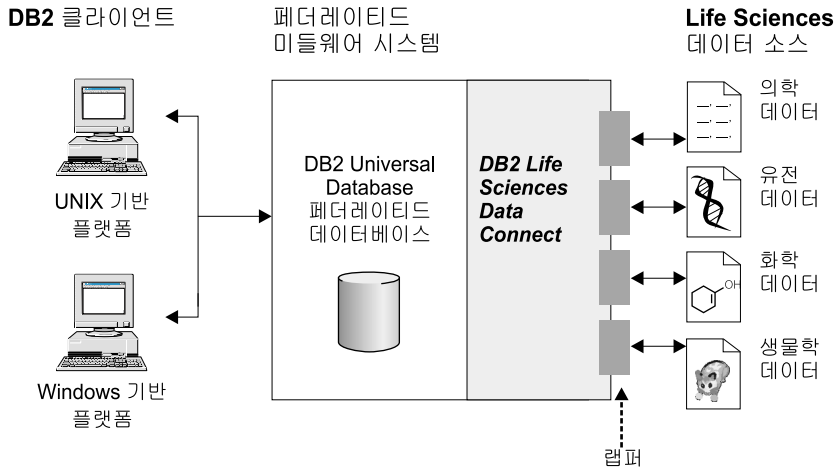 DB2 클라이언트
페더레이티드
미들웨어 시스템
Life Sciences
데이터 소스
UNIX 기반
플랫폼
Windows 기반
플랫폼
DB2 Universal
Database
페더레이티드
데이터베이스
DB2 Life
Sciences
Data
Connect
의학
데이터
유전
데이터
OH
화학
데이터
생물학
데이터
랩퍼